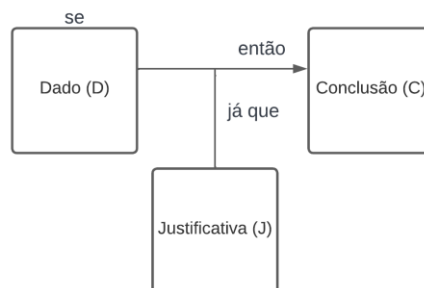 se
Dado (D)
então
Conclusão (C)
já que
Justificativa (J)